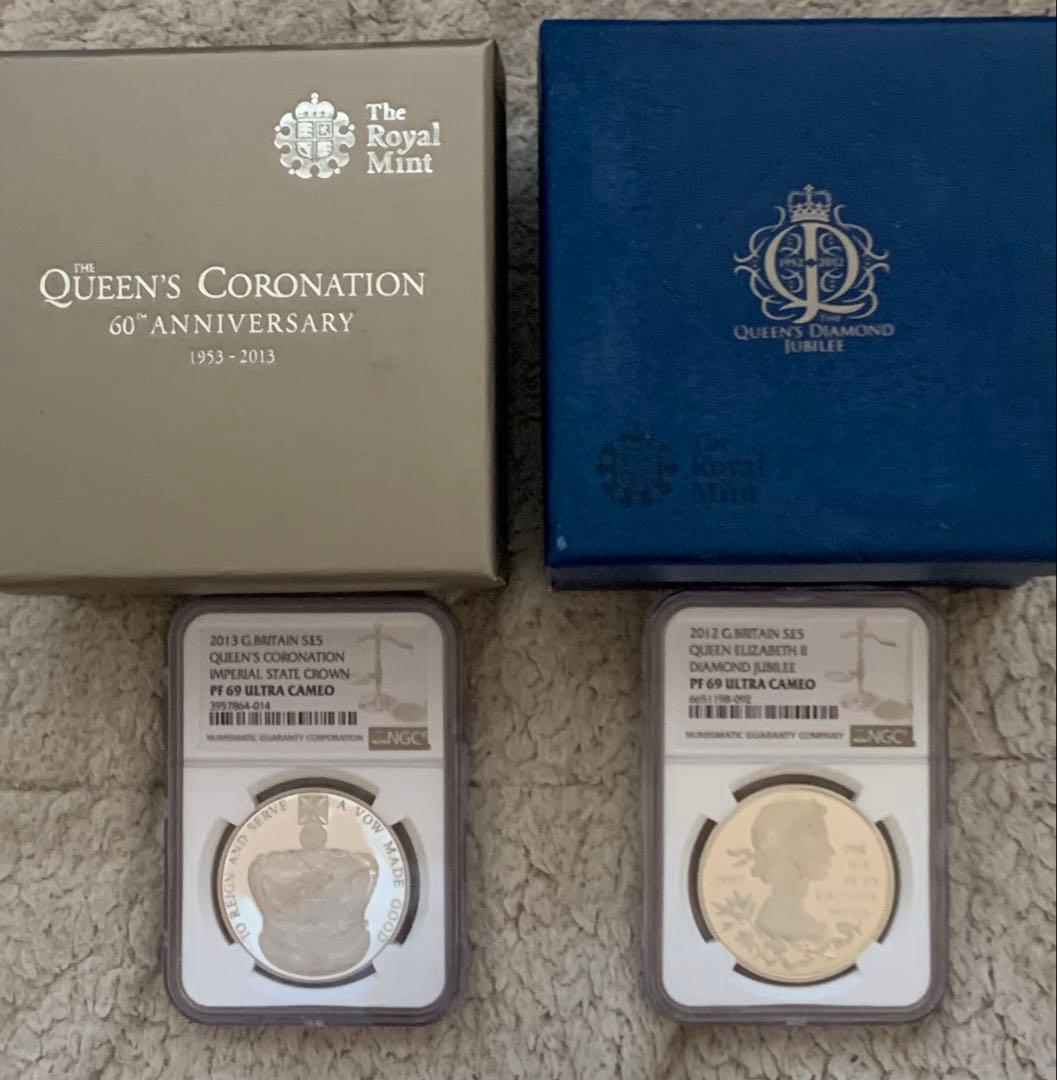 The
Royal
Mint
THE
QUEEN'S CORONATION
60TH ANNIVERSARY
1953 - 2013
1952 2012
THE
QUEEN'S DIAMOND
JUBILEE
The
Royal
Mint
2013 G.BRITAIN S£5
QUEEN'S CORONATION
IMPERIAL STATE CROWN
PF 69 ULTRA CAMEO
3957864-014
NUMISMATIC GUARANTY CORPORATION NGC
TO REIGN AND SERVE A VOW MADE GOOD
2012 G.BRITAIN S£5
QUEEN ELIZABETH II
DIAMOND JUBILEE
PF 69 ULTRA CAMEO
6651198-092
NUMISMATIC GUARANTY COMPANY NGC